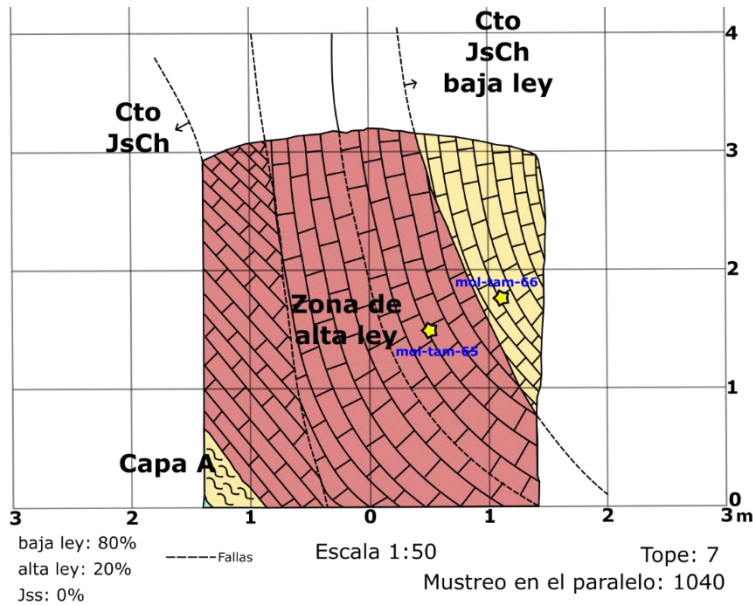 Cto
JsCh
baja ley
4
Cto
JsCh
3
2
mol-tam-66
Zona de
alta ley
mol-tam-65
1
Capa A
0
3 2 1 0 1 2 3 m
baja ley: 80%
alta ley: 20%
Jss: 0%
Fallas
Escala 1:50
Tope: 7
Mustreo en el paralelo: 1040